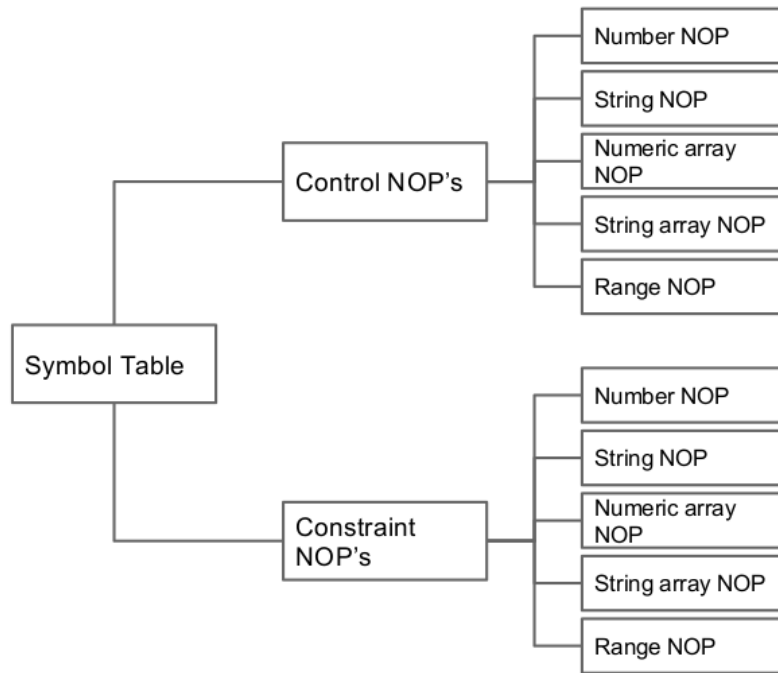 Number NOP
String NOP
Control NOP's
Numeric array
NOP
String array NOP
Range NOP
Symbol Table
Number NOP
String NOP
Constraint
NOP's
Numeric array
NOP
String array NOP
Range NOP